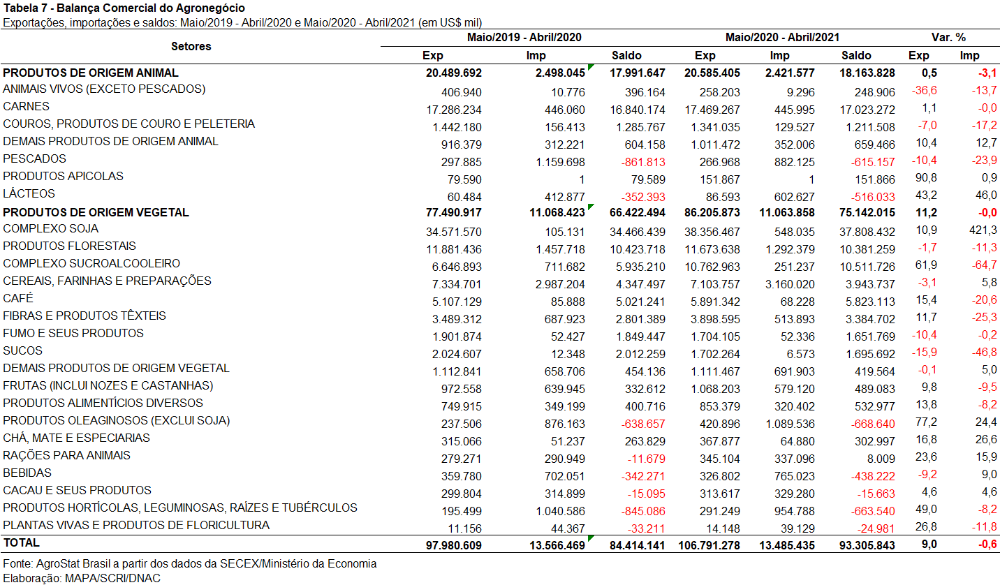 Tabela 7 - Balança Comercial do Agronegócio
Exportações, importações e saldos: Maio/2019 - Abril/2020 e Maio/2020 - Abril/2021 (em US$ mil)
Setores Maio/2019 - Abril/2020 Maio/2020 - Abril/2021 Var. %
Exp Imp Saldo Exp Imp Saldo Exp Imp
PRODUTOS DE ORIGEM ANIMAL 20.489.692 2.498.045 17.991.647 20.585.405 2.421.577 18.163.828 0,5 -3,1
ANIMAIS VIVOS (EXCETO PESCADOS) 406.940 10.776 396.164 258.203 9.296 248.906 -36,6 -13,7
CARNES 17.286.234 446.060 16.840.174 17.469.267 445.995 17.023.272 1,1 -0,0
COUROS, PRODUTOS DE COURO E PELETERIA 1.442.180 156.413 1.285.767 1.341.035 129.527 1.211.508 -7,0 -17,2
DEMAIS PRODUTOS DE ORIGEM ANIMAL 916.379 312.221 604.158 1.011.472 352.006 659.466 10,4 12,7
PESCADOS 297.885 1.159.698 -861.813 266.968 882.125 -615.157 -10,4 -23,9
PRODUTOS APICOLAS 79.590 1 79.589 151.867 1 151.866 90,8 0,9
LÁCTEOS 60.484 412.877 -352.393 86.593 602.627 -516.033 43,2 46,0
PRODUTOS DE ORIGEM VEGETAL 77.490.917 11.068.423 66.422.494 86.205.873 11.063.858 75.142.015 11,2 -0,0
COMPLEXO SOJA 34.571.570 105.131 34.466.439 38.356.467 548.035 37.808.432 10,9 421,3
PRODUTOS FLORESTAIS 11.881.436 1.457.718 10.423.718 11.673.638 1.292.379 10.381.259 -1,7 -11,3
COMPLEXO SUCROALCOOLEIRO 6.646.893 711.682 5.935.210 10.762.963 251.237 10.511.726 61,9 -64,7
CEREAIS, FARINHAS E PREPARAÇÕES 7.334.701 2.987.204 4.347.497 7.103.757 3.160.020 3.943.737 -3,1 5,8
CAFÉ 5.107.129 85.888 5.021.241 5.891.342 68.228 5.823.113 15,4 -20,6
FIBRAS E PRODUTOS TÊXTEIS 3.489.312 687.923 2.801.389 3.898.595 513.893 3.384.702 11,7 -25,3
FUMO E SEUS PRODUTOS 1.901.874 52.427 1.849.447 1.704.105 52.336 1.651.769 -10,4 -0,2
SUCOS 2.024.607 12.348 2.012.259 1.702.264 6.573 1.695.692 -15,9 -46,8
DEMAIS PRODUTOS DE ORIGEM VEGETAL 1.112.841 658.706 454.136 1.111.467 691.903 419.564 -0,1 5,0
FRUTAS (INCLUI NOZES E CASTANHAS) 972.558 639.945 332.612 1.068.203 579.120 489.083 9,8 -9,5
PRODUTOS ALIMENTÍCIOS DIVERSOS 749.915 349.199 400.716 853.379 320.402 532.977 13,8 -8,2
PRODUTOS OLEAGINOSOS (EXCLUI SOJA) 237.506 876.163 -638.657 420.896 1.089.536 -668.640 77,2 24,4
CHÁ, MATE E ESPECIARIAS 315.066 51.237 263.829 367.877 64.880 302.997 16,8 26,6
RAÇÕES PARA ANIMAIS 279.271 290.949 -11.679 345.104 337.096 8.009 23,6 15,9
BEBIDAS 359.780 702.051 -342.271 326.802 765.023 -438.222 -9,2 9,0
CACAU E SEUS PRODUTOS 299.804 314.899 -15.095 313.617 329.280 -15.663 4,6 4,6
PRODUTOS HORTÍCOLAS, LEGUMINOSAS, RAÍZES E TUBÉRCULOS 195.499 1.040.586 -845.086 291.249 954.788 -663.540 49,0 -8,2
PLANTAS VIVAS E PRODUTOS DE FLORICULTURA 11.156 44.367 -33.211 14.148 39.129 -24.981 26,8 -11,8
TOTAL 97.980.609 13.566.469 84.414.141 106.791.278 13.485.435 93.305.843 9,0 -0,6
Fonte: AgroStat Brasil a partir dos dados da SECEX/Ministério da Economia
Elaboração: MAPA/SCRI/DNAC